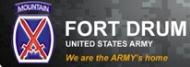 MOUNTAIN
FORT DRUM
UNITED STATES ARMY
We are the ARMY's home